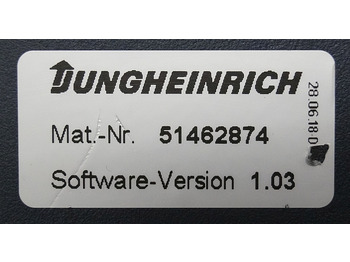 JUNGHEINRICH
Mat.-Nr. 51462874
Software-Version 1.03
28.06.18